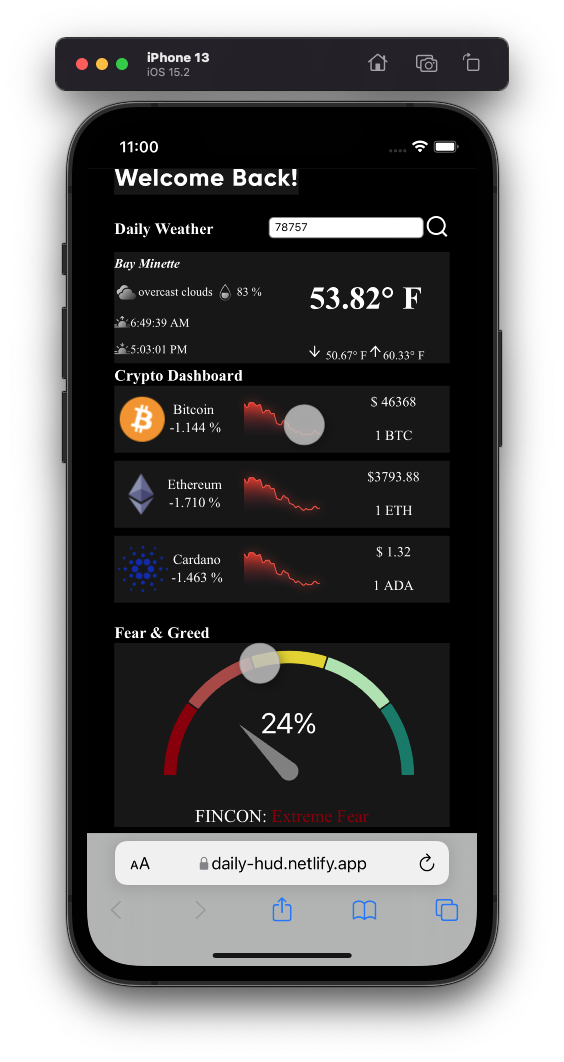 iPhone 13
iOS 15.2
11:00
Welcome Back!
Daily Weather 78757
Bay Minette
overcast clouds 83 %
53.82° F
6:49:39 AM
5:03:01 PM
50.67° F 60.33° F
Crypto Dashboard
Bitcoin
-1.144 %
$ 46368
1 BTC
Ethereum
-1.710 %
$3793.88
1 ETH
Cardano
-1.463 %
$ 1.32
1 ADA
Fear & Greed
24%
FINCON: Extreme Fear
AA daily-hud.netlify.app